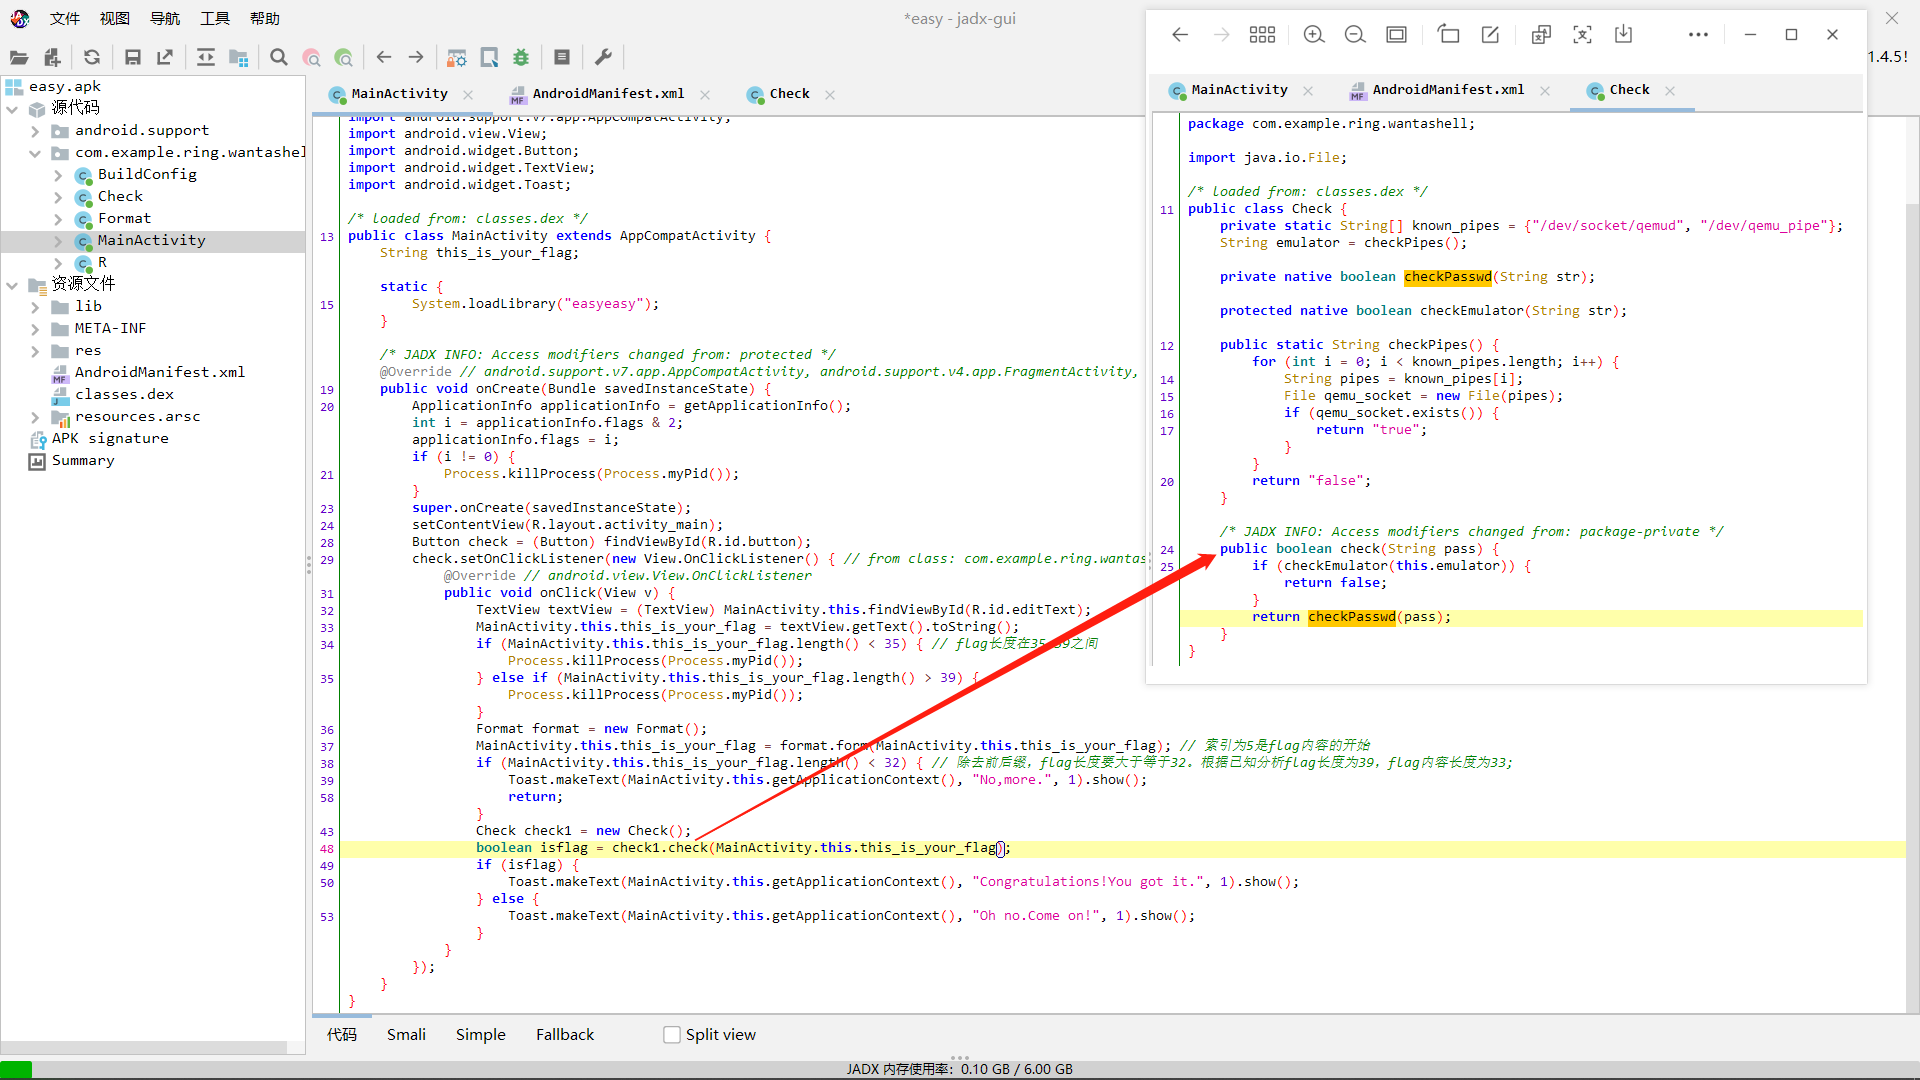 文件 视图 导航 工具 帮助
*easy - jadx-gui
1.4.5!
easy.apk
源代码
android.support
com.example.ring.wantashel
BuildConfig
Check
Format
MainActivity
R
资源文件
lib
META-INF
res
AndroidManifest.xml
classes.dex
resources.arsc
APK signature
Summary
MainActivity AndroidManifest.xml Check
import android.support.v7.app.AppCompatActivity;
import android.view.View;
import android.widget.Button;
import android.widget.TextView;
import android.widget.Toast;
/* loaded from: classes.dex */
13 public class MainActivity extends AppCompatActivity {
String this_is_your_flag;
static {
15 System.loadLibrary("easyeasy");
}
/* JADX INFO: Access modifiers changed from: protected */
@Override // android.support.v7.app.AppCompatActivity, android.support.v4.app.FragmentActivity,
19 public void onCreate(Bundle savedInstanceState) {
20 ApplicationInfo applicationInfo = getApplicationInfo();
int i = applicationInfo.flags & 2;
applicationInfo.flags = i;
if (i != 0) {
21 Process.killProcess(Process.myPid());
}
23 super.onCreate(savedInstanceState);
24 setContentView(R.layout.activity_main);
28 Button check = (Button) findViewById(R.id.button);
29 check.setOnClickListener(new View.OnClickListener() { // from class: com.example.ring.wantas
@Override // android.view.View.OnClickListener
31 public void onClick(View v) {
32 TextView textView = (TextView) MainActivity.this.findViewById(R.id.editText);
33 MainActivity.this.this_is_your_flag = textView.getText().toString();
34 if (MainActivity.this.this_is_your_flag.length() < 35) { // flag长度在35-39之间
Process.killProcess(Process.myPid());
35 } else if (MainActivity.this.this_is_your_flag.length() > 39) {
Process.killProcess(Process.myPid());
}
36 Format format = new Format();
37 MainActivity.this.this_is_your_flag = format.form(MainActivity.this.this_is_your_flag); // 索引为5是flag内容的开始
38 if (MainActivity.this.this_is_your_flag.length() < 32) { // 除去前后缀，flag长度要大于等于32。根据已知分析flag长度为39，flag内容长度为33;
39 Toast.makeText(MainActivity.this.getApplicationContext(), "No,more.", 1).show();
58 return;
}
43 Check check1 = new Check();
48 boolean isflag = check1.check(MainActivity.this.this_is_your_flag);
49 if (isflag) {
50 Toast.makeText(MainActivity.this.getApplicationContext(), "Congratulations!You got it.", 1).show();
} else {
53 Toast.makeText(MainActivity.this.getApplicationContext(), "Oh no.Come on!", 1).show();
}
}
});
}
}
代码 Smali Simple Fallback Split view
JADX 内存使用率: 0.10 GB / 6.00 GB
MainActivity AndroidManifest.xml Check
package com.example.ring.wantashell;
import java.io.File;
/* loaded from: classes.dex */
11 public class Check {
private static String[] known_pipes = {"/dev/socket/qemud", "/dev/qemu_pipe"};
String emulator = checkPipes();
private native boolean checkPasswd(String str);
protected native boolean checkEmulator(String str);
12 public static String checkPipes() {
for (int i = 0; i < known_pipes.length; i++) {
14 String pipes = known_pipes[i];
15 File qemu_socket = new File(pipes);
16 if (qemu_socket.exists()) {
17 return "true";
}
}
20 return "false";
}
/* JADX INFO: Access modifiers changed from: package-private */
24 public boolean check(String pass) {
25 if (checkEmulator(this.emulator)) {
return false;
}
return checkPasswd(pass);
}
}